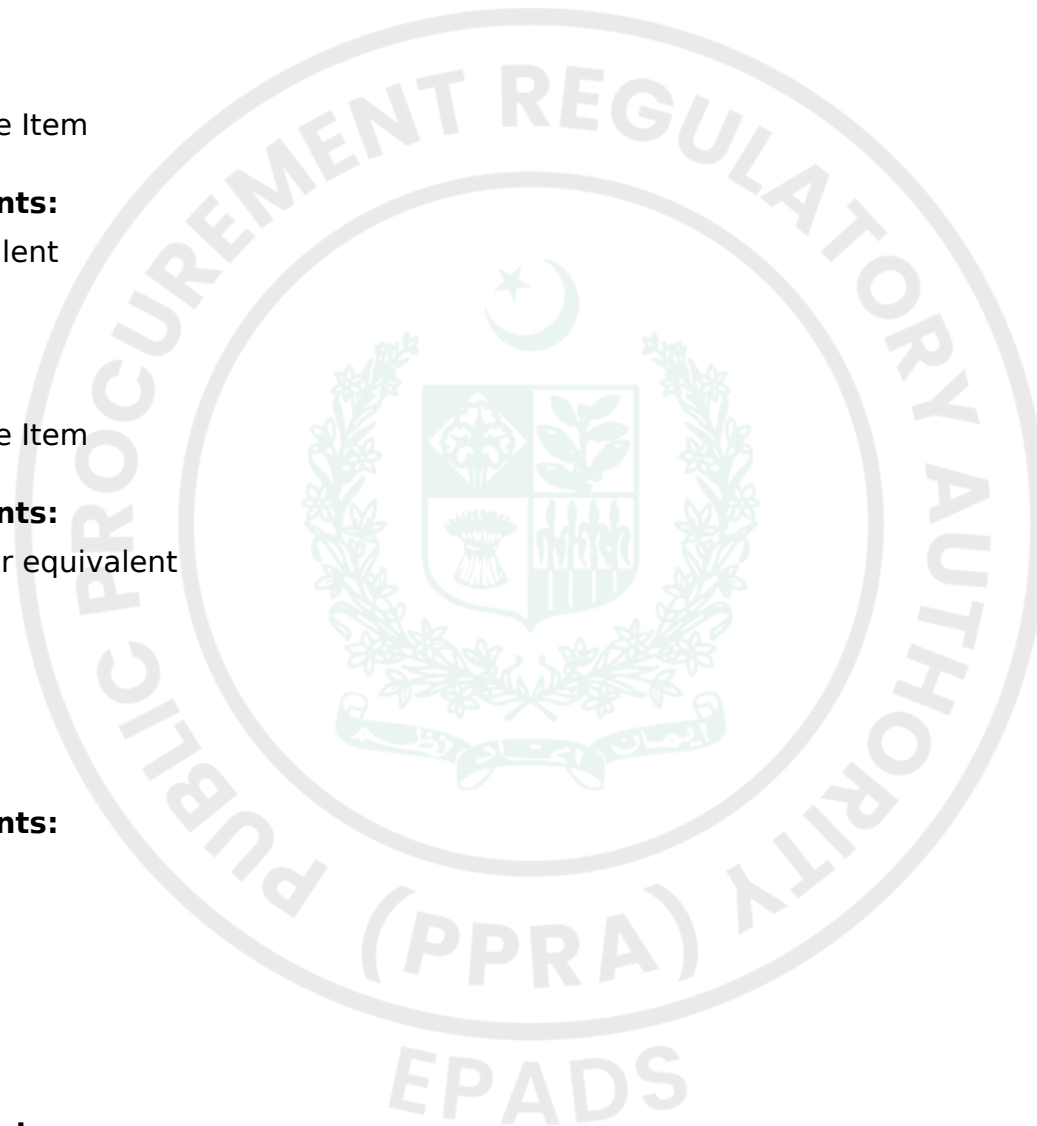 e Item
nts:
lent
e Item
nts:
r equivalent
nts:
PUBLIC PROCUREMENT REGULATORY AUTHORITY
(PPRA)
EPADS